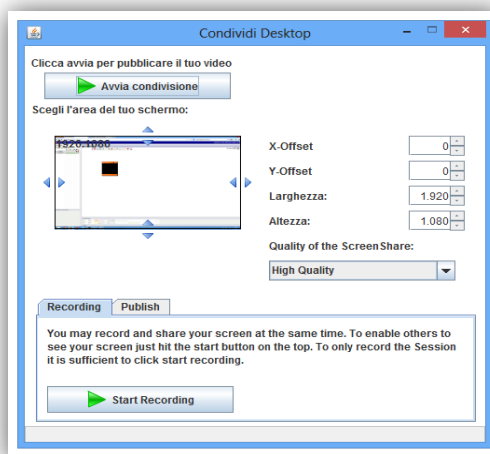 Condividi Desktop
Clicca avvia per pubblicare il tuo video
Avvia condivisione
Scegli l'area del tuo schermo:
1920:1080
X-Offset
0
Y-Offset
0
Larghezza:
1.920
Altezza:
1.080
Quality of the ScreenShare:
High Quality
Recording
Publish
You may record and share your screen at the same time. To enable others to
see your screen just hit the start button on the top. To only record the Session
it is sufficient to click start recording.
Start Recording